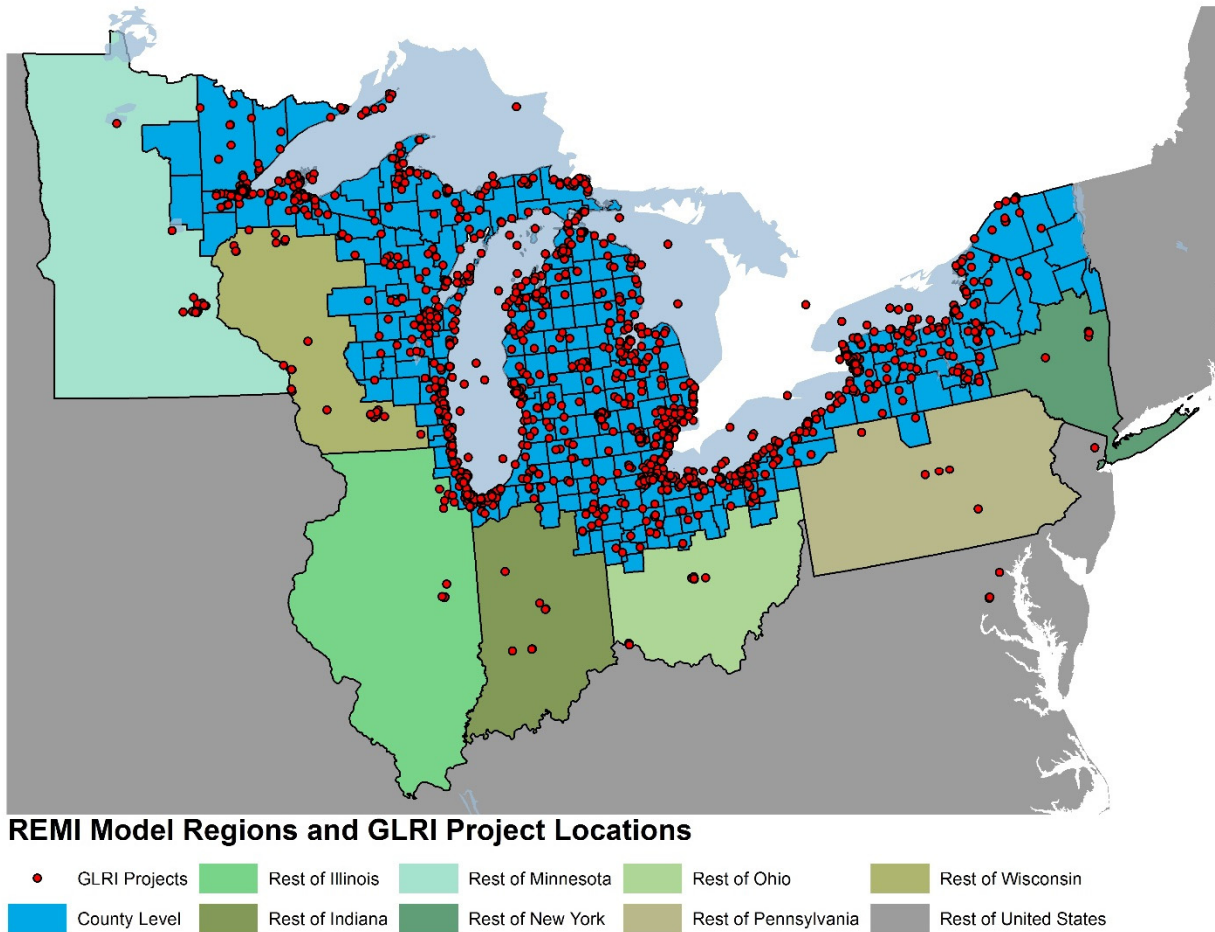 REMI Model Regions and GLRI Project Locations
GLRI Projects Rest of Illinois Rest of Minnesota Rest of Ohio Rest of Wisconsin
County Level Rest of Indiana Rest of New York Rest of Pennsylvania Rest of United States